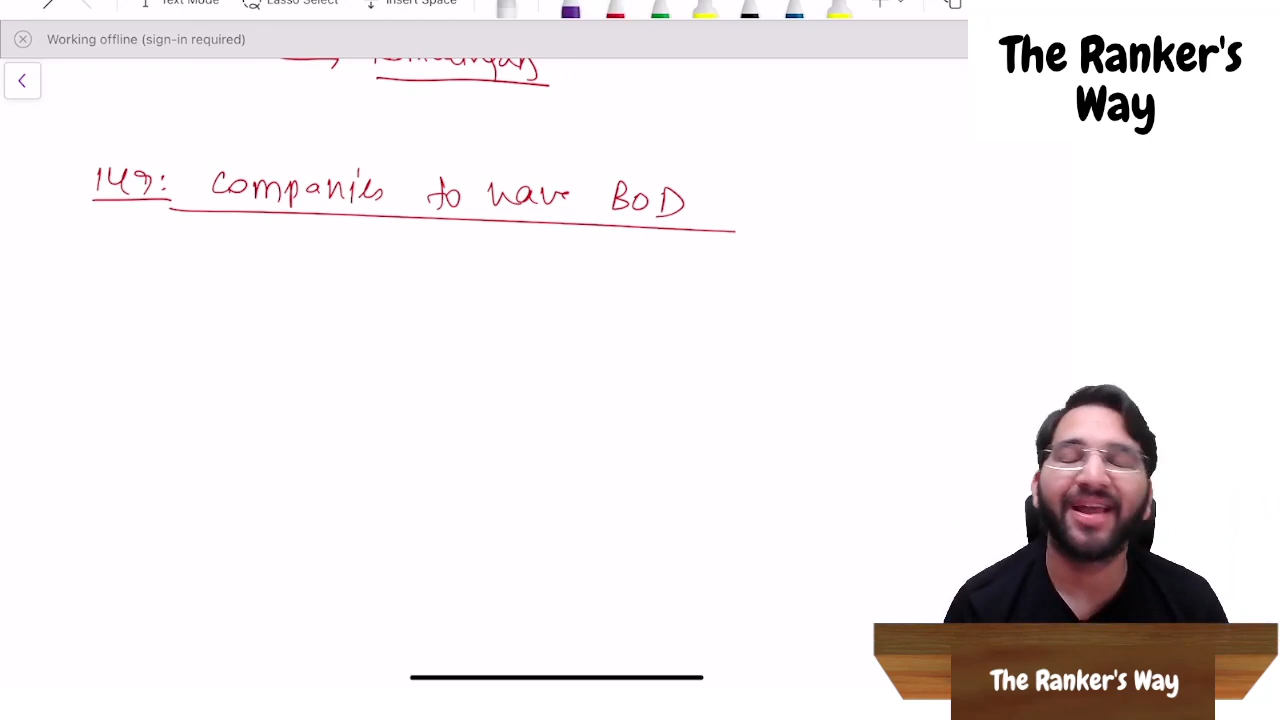 Text Mode
Lasso Select
Insert Space
Working offline (sign-in required)
The Ranker's
Way
149: Companies to have BOD
The Ranker's Way